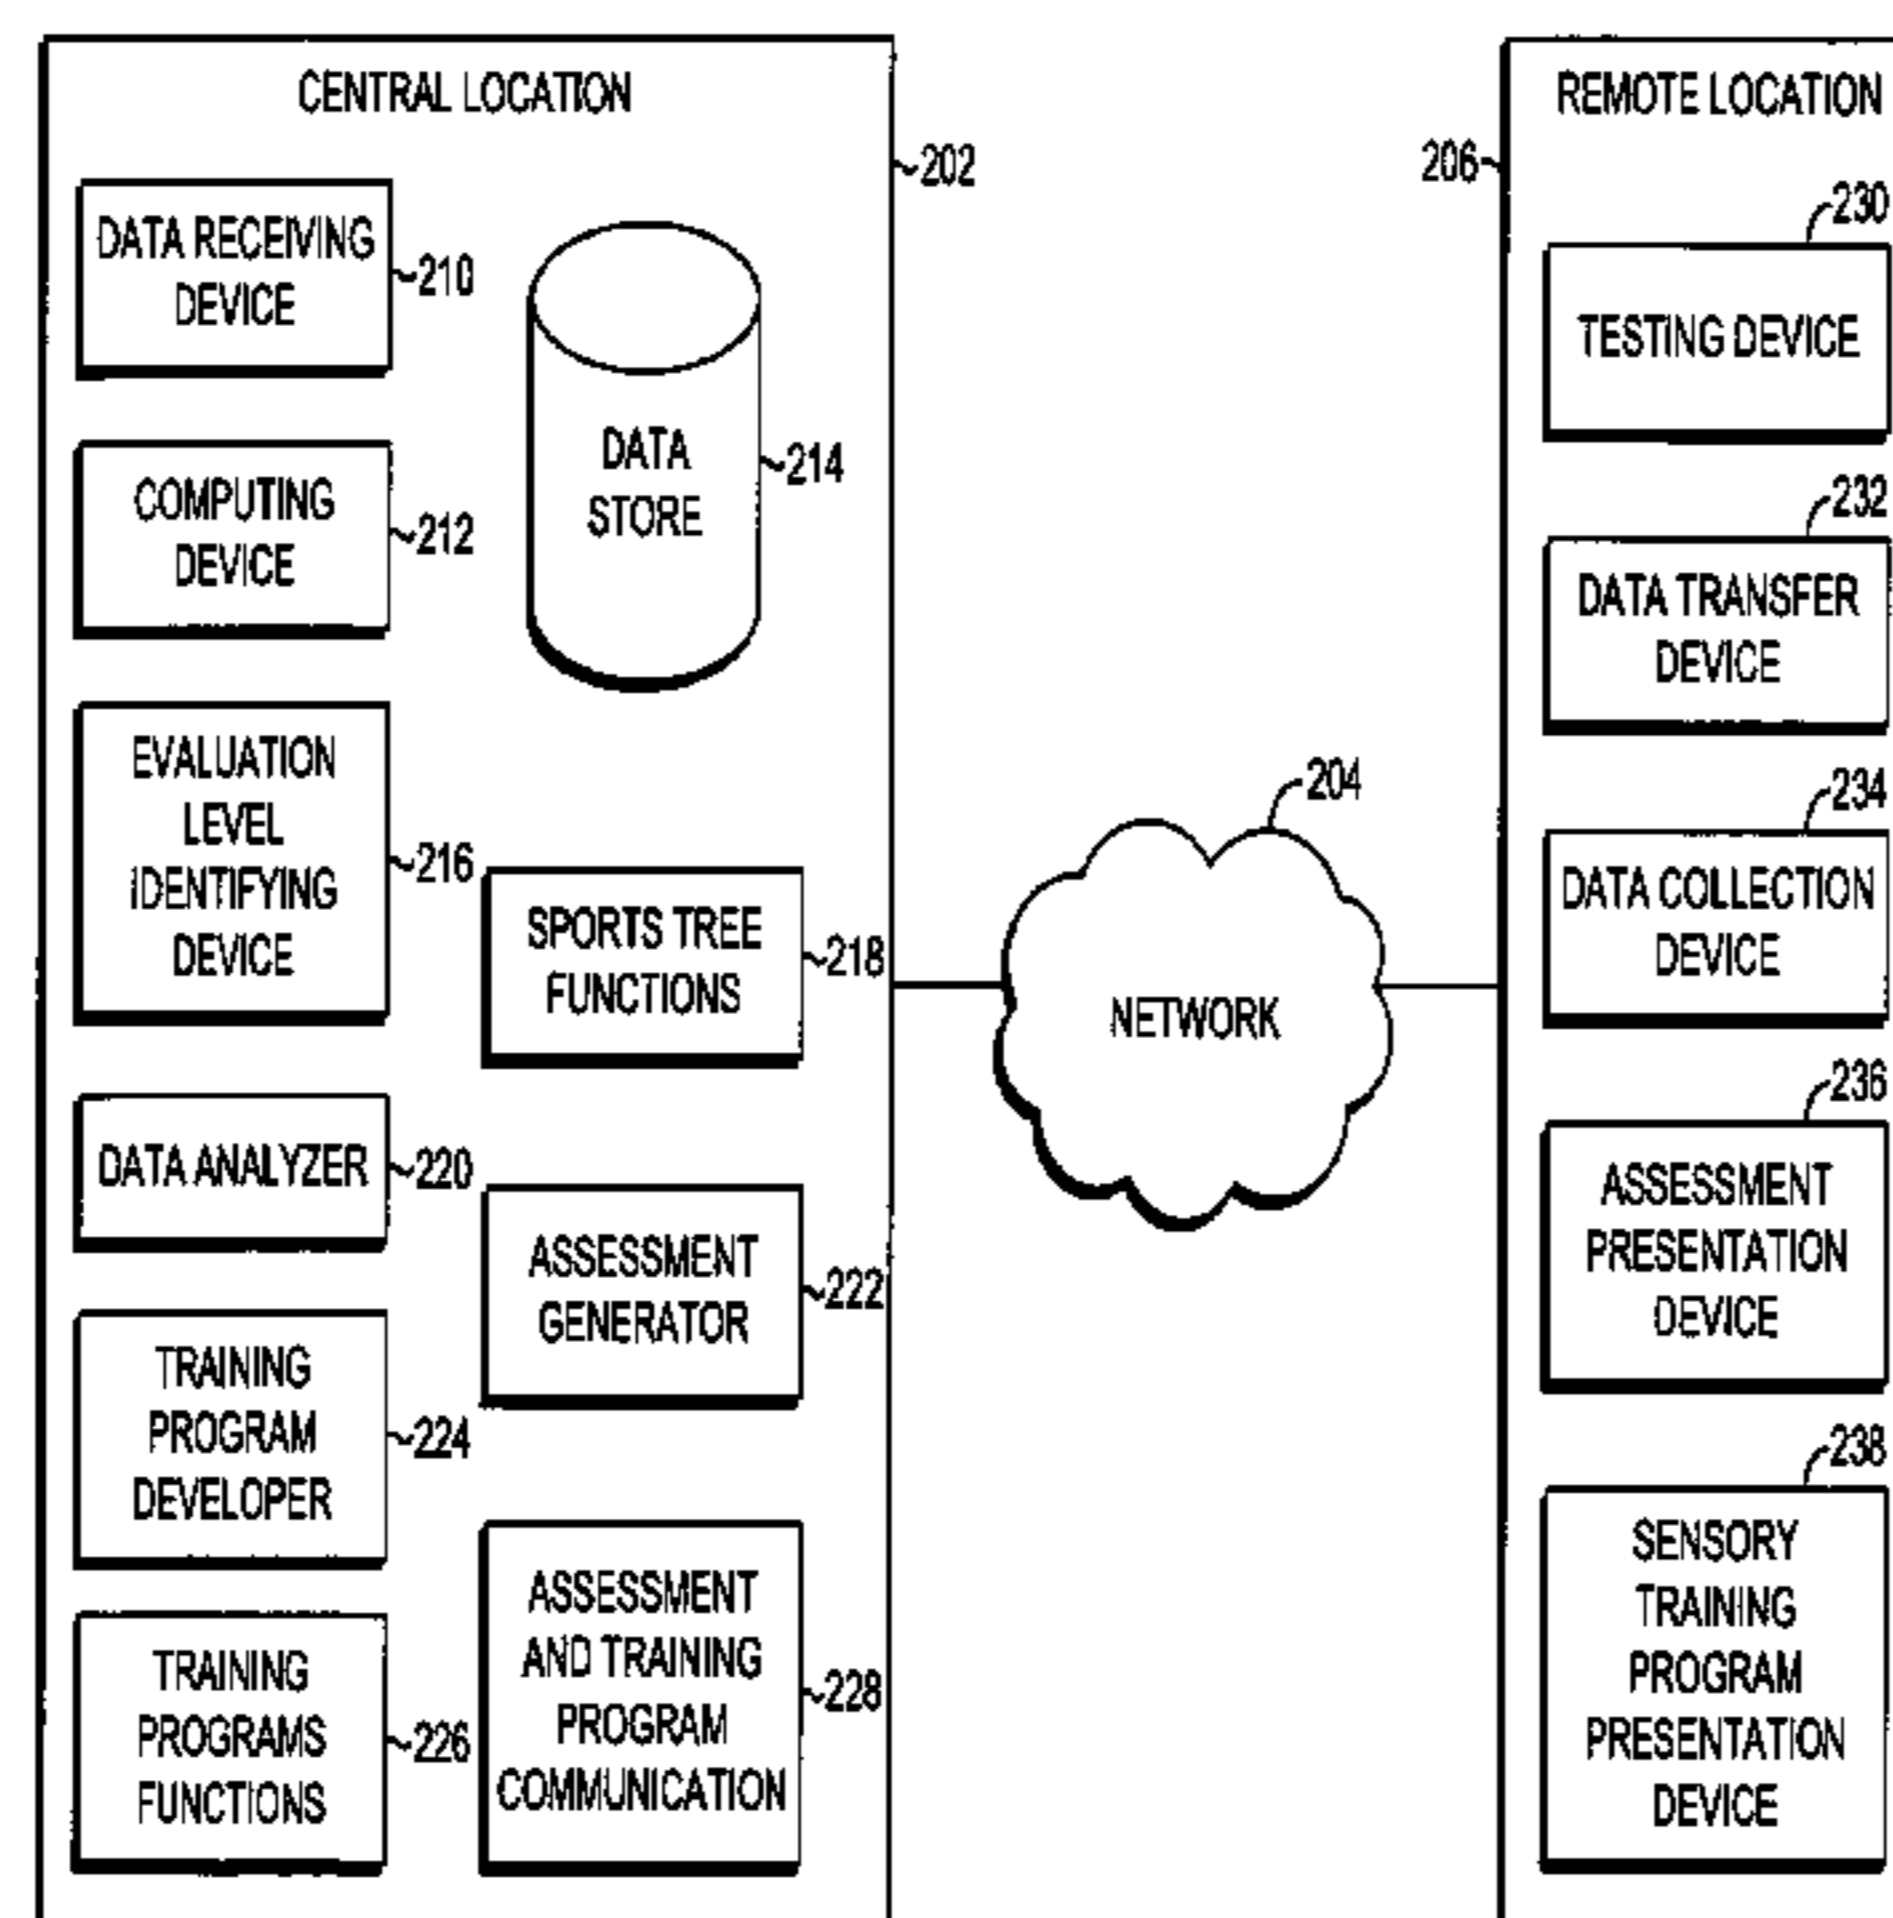 CENTRAL LOCATION
202
DATA RECEIVING
DEVICE
210
COMPUTING
DEVICE
212
DATA
STORE
214
EVALUATION
LEVEL
IDENTIFYING
DEVICE
216
SPORTS TREE
FUNCTIONS
218
DATA ANALYZER
220
ASSESSMENT
GENERATOR
222
TRAINING
PROGRAM
DEVELOPER
224
TRAINING
PROGRAMS
FUNCTIONS
226
ASSESSMENT
AND TRAINING
PROGRAM
COMMUNICATION
228
204
NETWORK
REMOTE LOCATION
206
230
TESTING DEVICE
232
DATA TRANSFER
DEVICE
234
DATA COLLECTION
DEVICE
236
ASSESSMENT
PRESENTATION
DEVICE
238
SENSORY
TRAINING
PROGRAM
PRESENTATION
DEVICE